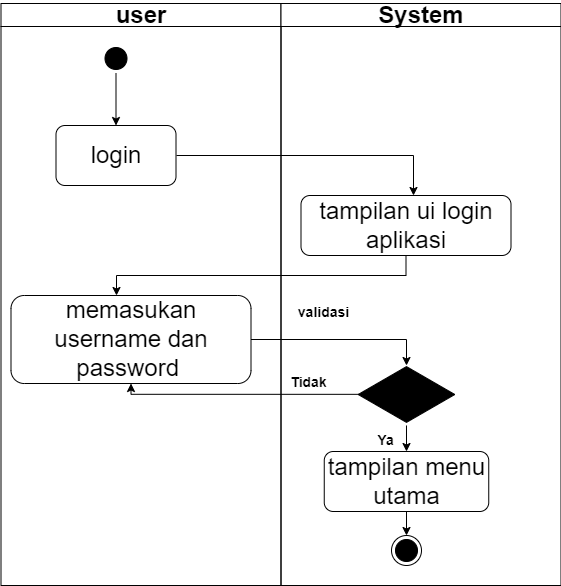 user
System
login
tampilan ui login
aplikasi
memasukan
username dan
password
validasi
Tidak
Ya
tampilan menu
utama